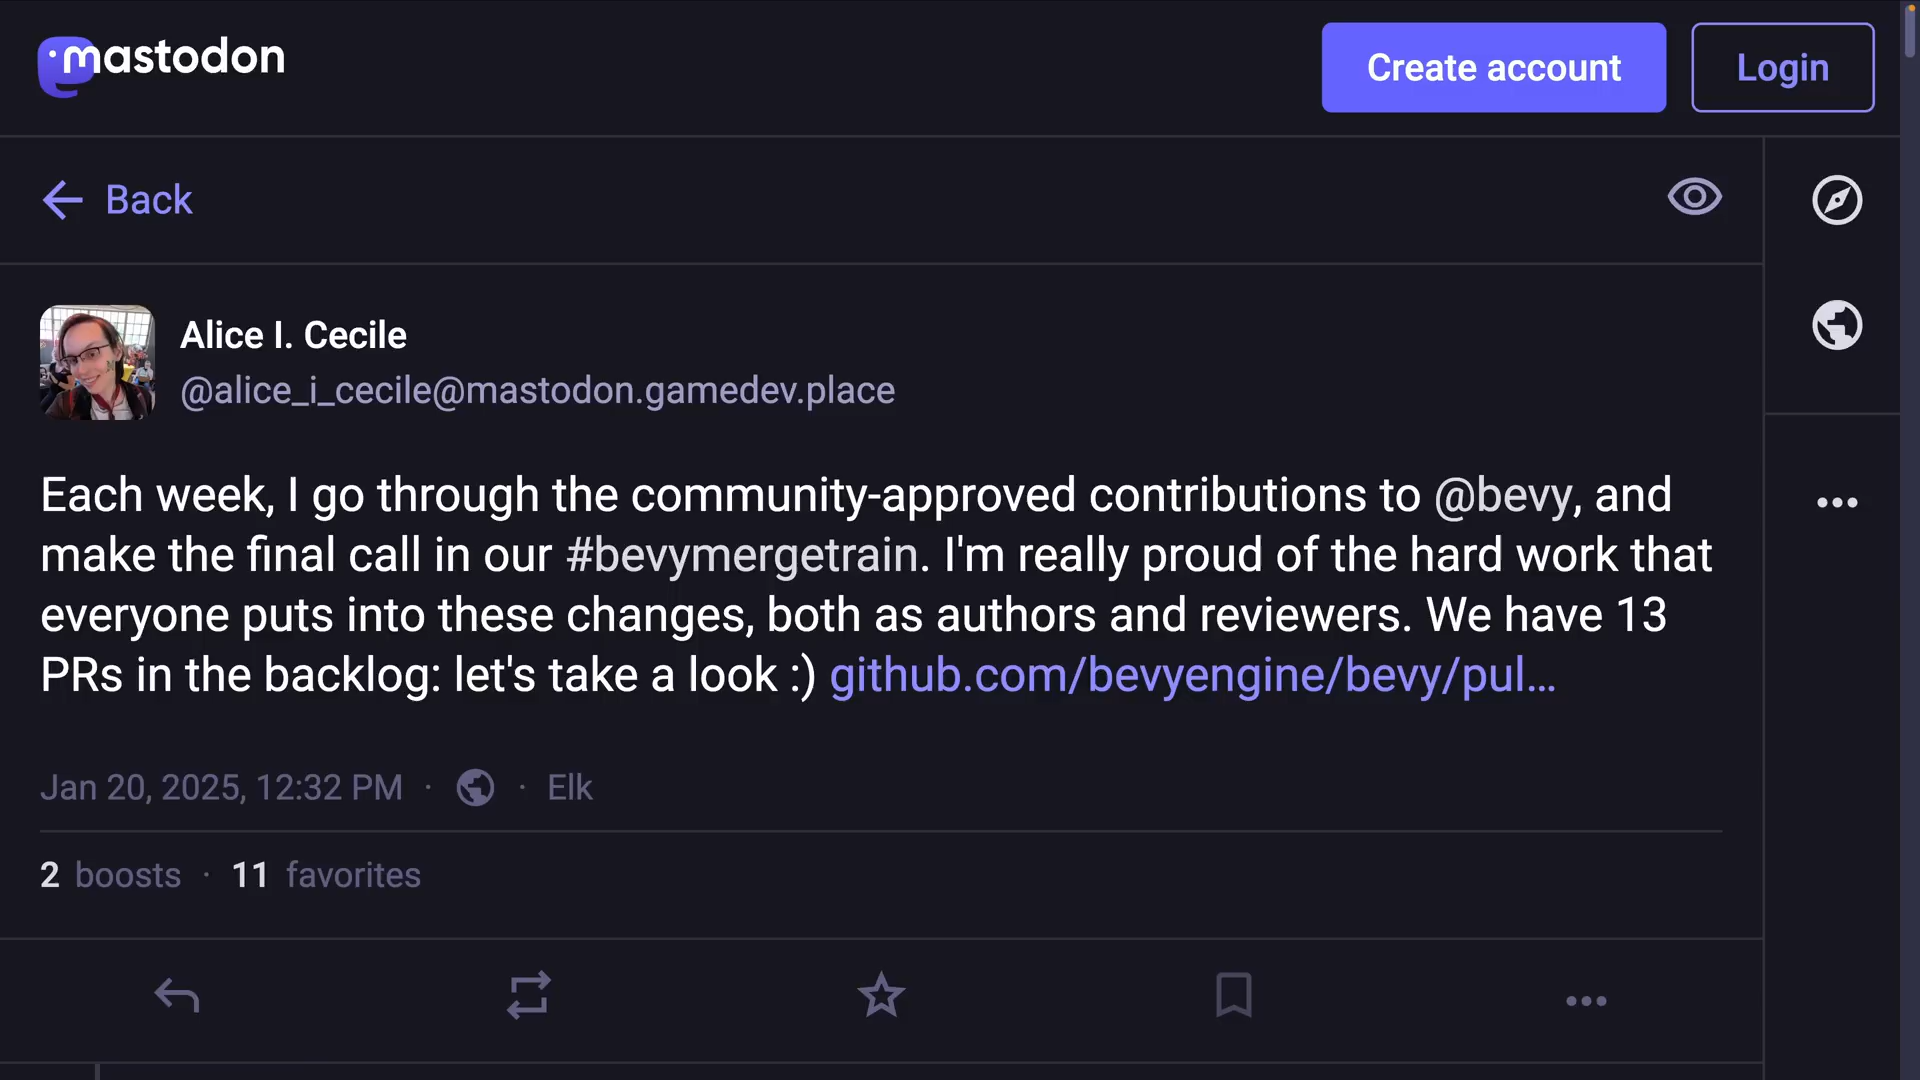 mastodon
Create account
Login
Back
Alice I. Cecile
@alice_i_cecile@mastodon.gamedev.place
Each week, I go through the community-approved contributions to @bevy, and
make the final call in our #bevymergetrain. I'm really proud of the hard work that
everyone puts into these changes, both as authors and reviewers. We have 13
PRs in the backlog: let's take a look :) github.com/bevyengine/bevy/pul…
Jan 20, 2025, 12:32 PM · Elk
2 boosts · 11 favorites